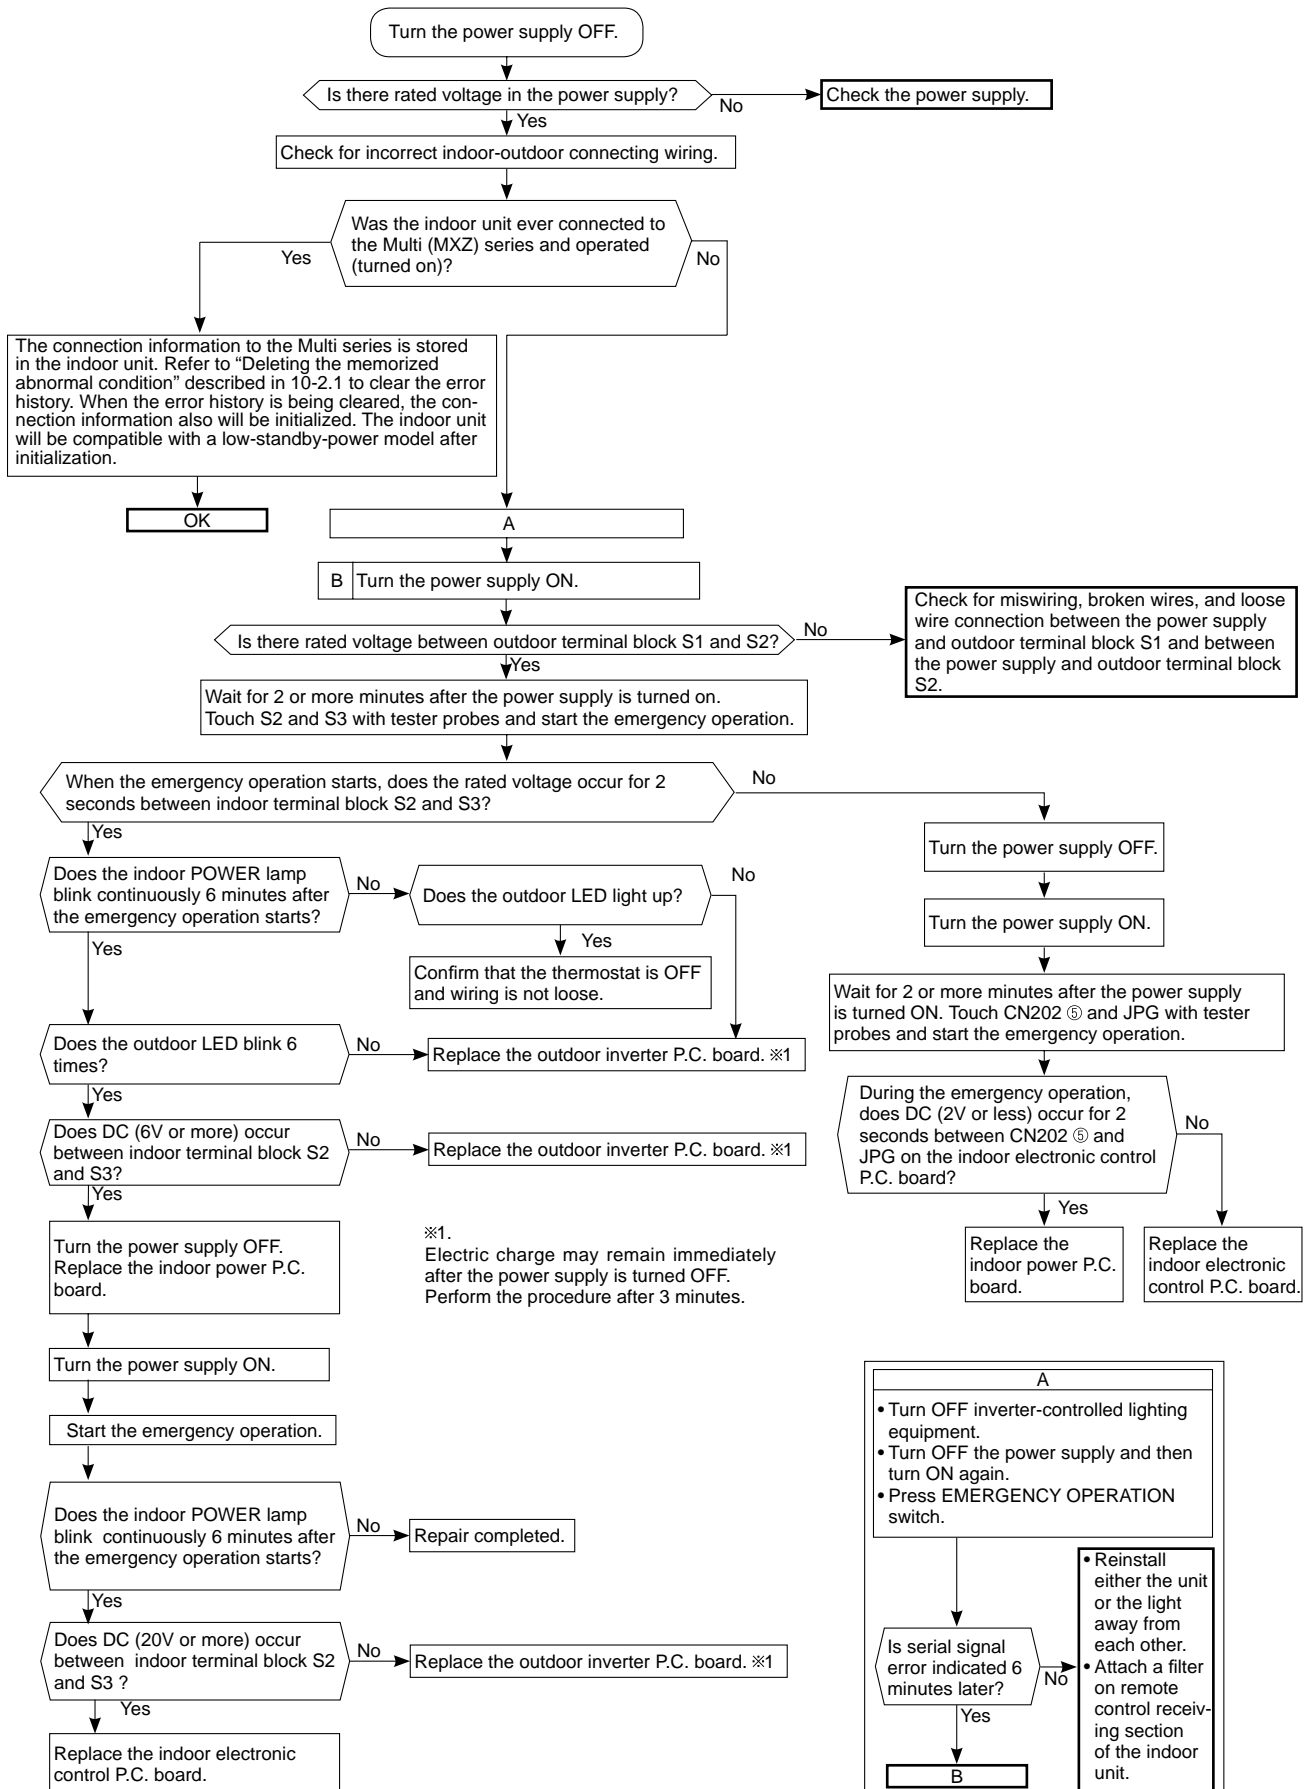 Turn the power supply OFF.
Is there rated voltage in the power supply?
No
Check the power supply.
Yes
Check for incorrect indoor-outdoor connecting wiring.
Was the indoor unit ever connected to
the Multi (MXZ) series and operated
(turned on)?
Yes
No
The connection information to the Multi series is stored
in the indoor unit. Refer to “Deleting the memorized
abnormal condition” described in 10-2.1 to clear the error
history. When the error history is being cleared, the con-
nection information also will be initialized. The indoor unit
will be compatible with a low-standby-power model after
initialization.
OK
A
B Turn the power supply ON.
Is there rated voltage between outdoor terminal block S1 and S2?
No
Check for miswiring, broken wires, and loose
wire connection between the power supply
and outdoor terminal block S1 and between
the power supply and outdoor terminal block
S2.
Yes
Wait for 2 or more minutes after the power supply is turned on.
Touch S2 and S3 with tester probes and start the emergency operation.
When the emergency operation starts, does the rated voltage occur for 2
seconds between indoor terminal block S2 and S3?
No
Yes
Does the indoor POWER lamp
blink continuously 6 minutes after
the emergency operation starts?
No
Does the outdoor LED light up?
No
Yes
Confirm that the thermostat is OFF
and wiring is not loose.
Yes
Does the outdoor LED blink 6
times?
No
Replace the outdoor inverter P.C. board. ※1
Yes
Does DC (6V or more) occur
between indoor terminal block S2
and S3?
No
Replace the outdoor inverter P.C. board. ※1
Yes
Turn the power supply OFF.
Replace the indoor power P.C.
board.
※1.
Electric charge may remain immediately
after the power supply is turned OFF.
Perform the procedure after 3 minutes.
Turn the power supply ON.
Start the emergency operation.
Does the indoor POWER lamp
blink continuously 6 minutes after
the emergency operation starts?
No
Repair completed.
Yes
Does DC (20V or more) occur
between indoor terminal block S2
and S3 ?
No
Replace the outdoor inverter P.C. board. ※1
Yes
Replace the indoor electronic
control P.C. board.
Turn the power supply OFF.
Turn the power supply ON.
Wait for 2 or more minutes after the power supply
is turned ON. Touch CN202 ⑤ and JPG with tester
probes and start the emergency operation.
During the emergency operation,
does DC (2V or less) occur for 2
seconds between CN202 ⑤ and
JPG on the indoor electronic control
P.C. board?
No
Yes
Replace the
indoor power P.C.
board.
Replace the
indoor electronic
control P.C. board.
A
• Turn OFF inverter-controlled lighting
equipment.
• Turn OFF the power supply and then
turn ON again.
• Press EMERGENCY OPERATION
switch.
Is serial signal
error indicated 6
minutes later?
No
Yes
B
• Reinstall
either the unit
or the light
away from
each other.
• Attach a filter
on remote
control receiv-
ing section
of the indoor
unit.